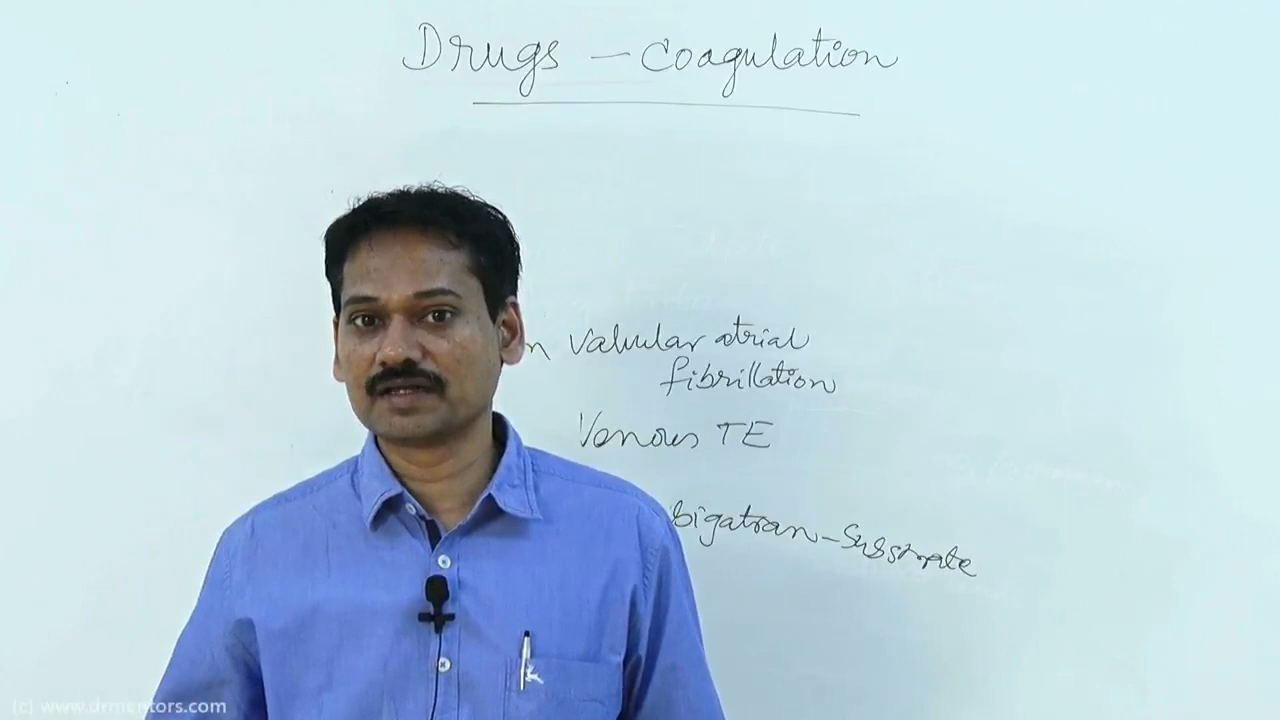 Drugs - coagulation
n valvular atrial
fibrillation
Venous TE
bigatran - Substrate
(c) www.drmentors.com